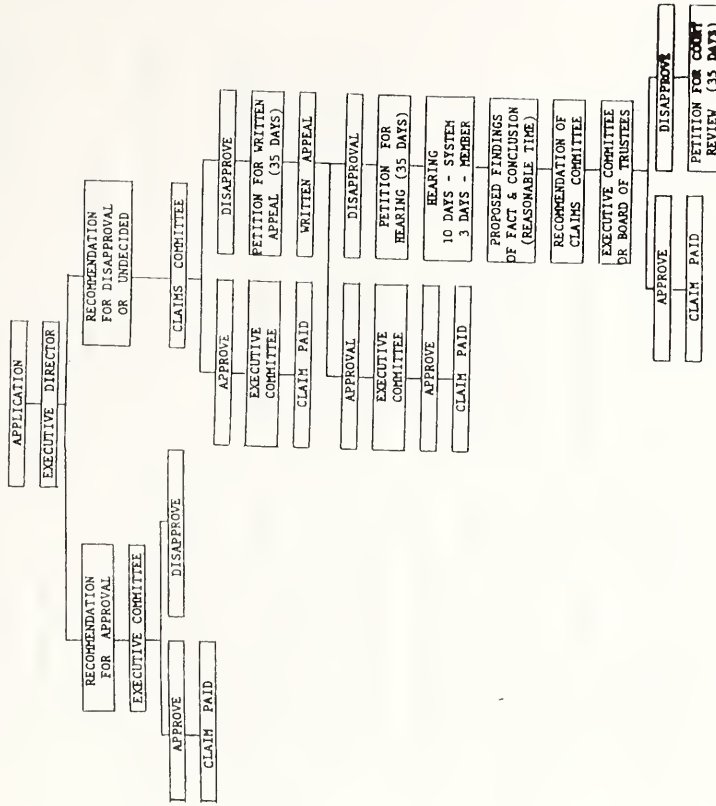 APPLICATION
EXECUTIVE DIRECTOR
RECOMMENDATION
FOR APPROVAL
EXECUTIVE COMMITTEE
APPROVE
CLAIM PAID
DISAPPROVE
RECOMMENDATION
FOR DISAPPROVAL
OR UNDECIDED
CLAIMS COMMITTEE
APPROVE
EXECUTIVE
COMMITTEE
CLAIM PAID
DISAPPROVE
PETITION FOR WRITTEN
APPEAL (35 DAYS)
WRITTEN APPEAL
APPROVAL
EXECUTIVE
COMMITTEE
APPROVE
CLAIM PAID
DISAPPROVAL
PETITION FOR
HEARING (35 DAYS)
HEARING
10 DAYS - SYSTEM
3 DAYS - MEMBER
PROPOSED FINDINGS
OF FACT & CONCLUSION
(REASONABLE TIME)
RECOMMENDATION OF
CLAIMS COMMITTEE
EXECUTIVE COMMITTEE
OR BOARD OF TRUSTEES
APPROVE
CLAIM PAID
DISAPPROVE
PETITION FOR COURT
REVIEW (35 DAYS)